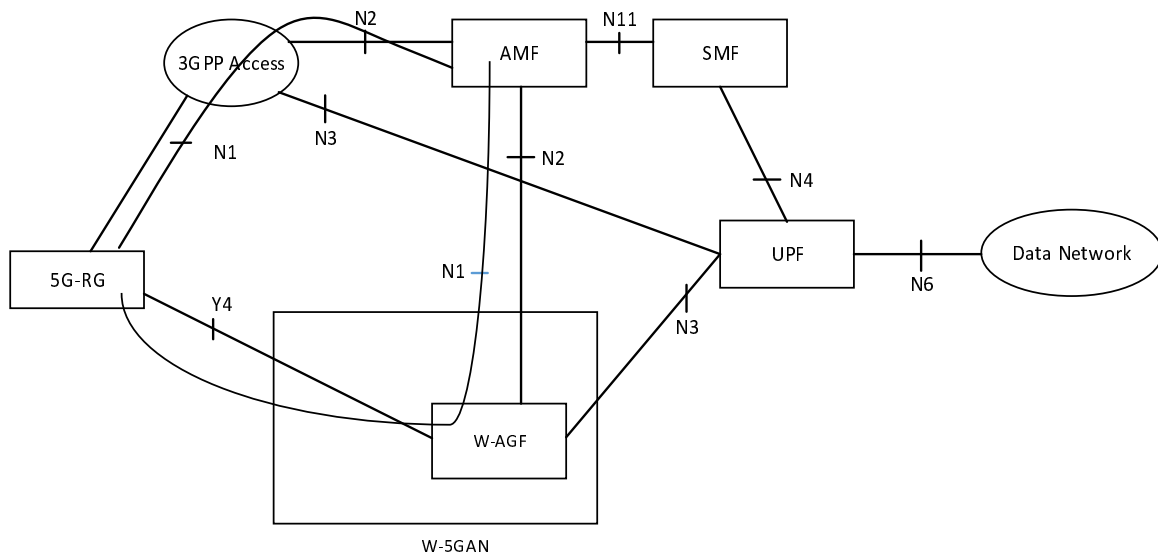 N2
N11
3GPP Access
AMF
SMF
N3
N1
N2
N4
5G-RG
N1
UPF
Data Network
Y4
N6
N3
W-AGF
W-5GAN